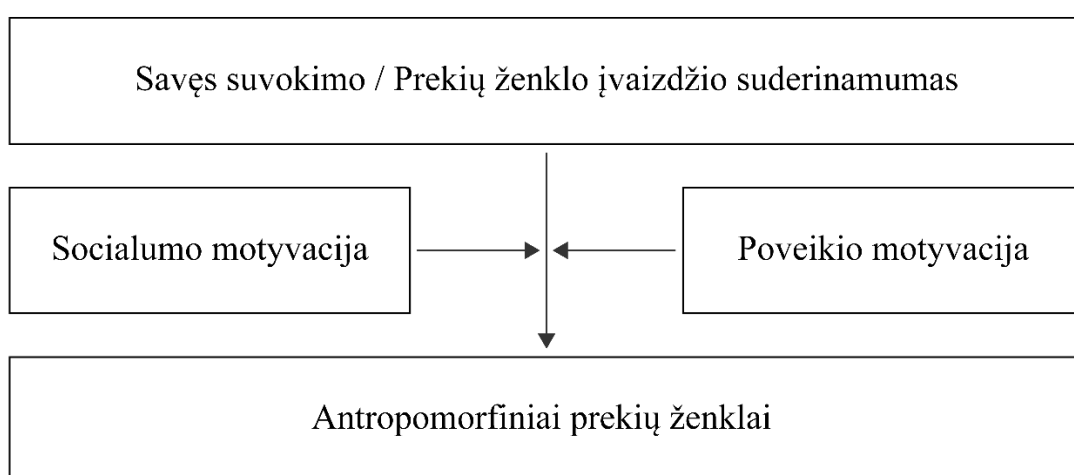 Savęs suvokimo / Prekių ženklo įvaizdžio suderinamumas
Socialumo motyvacija
Poveikio motyvacija
Antropomorfiniai prekių ženklai